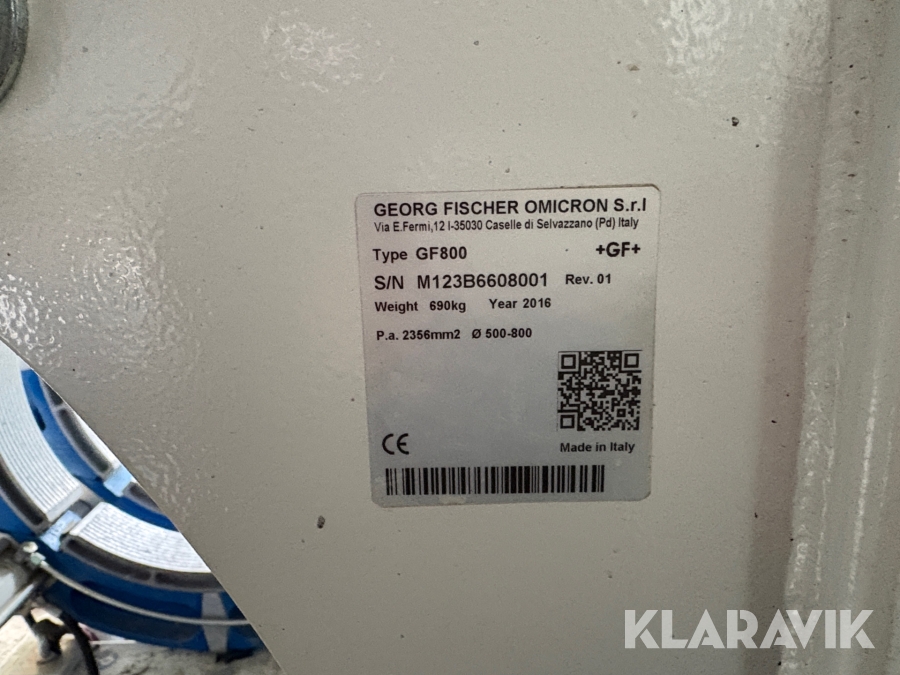 GEORG FISCHER OMICRON S.r.l
Via E.Fermi,12 I-35030 Caselle di Selvazzano (Pd) Italy
Type GF800 +GF+
S/N M123B6608001 Rev. 01
Weight 690kg Year 2016
P.a. 2356mm2 Ø 500-800
CE Made in Italy
KLARAVIK